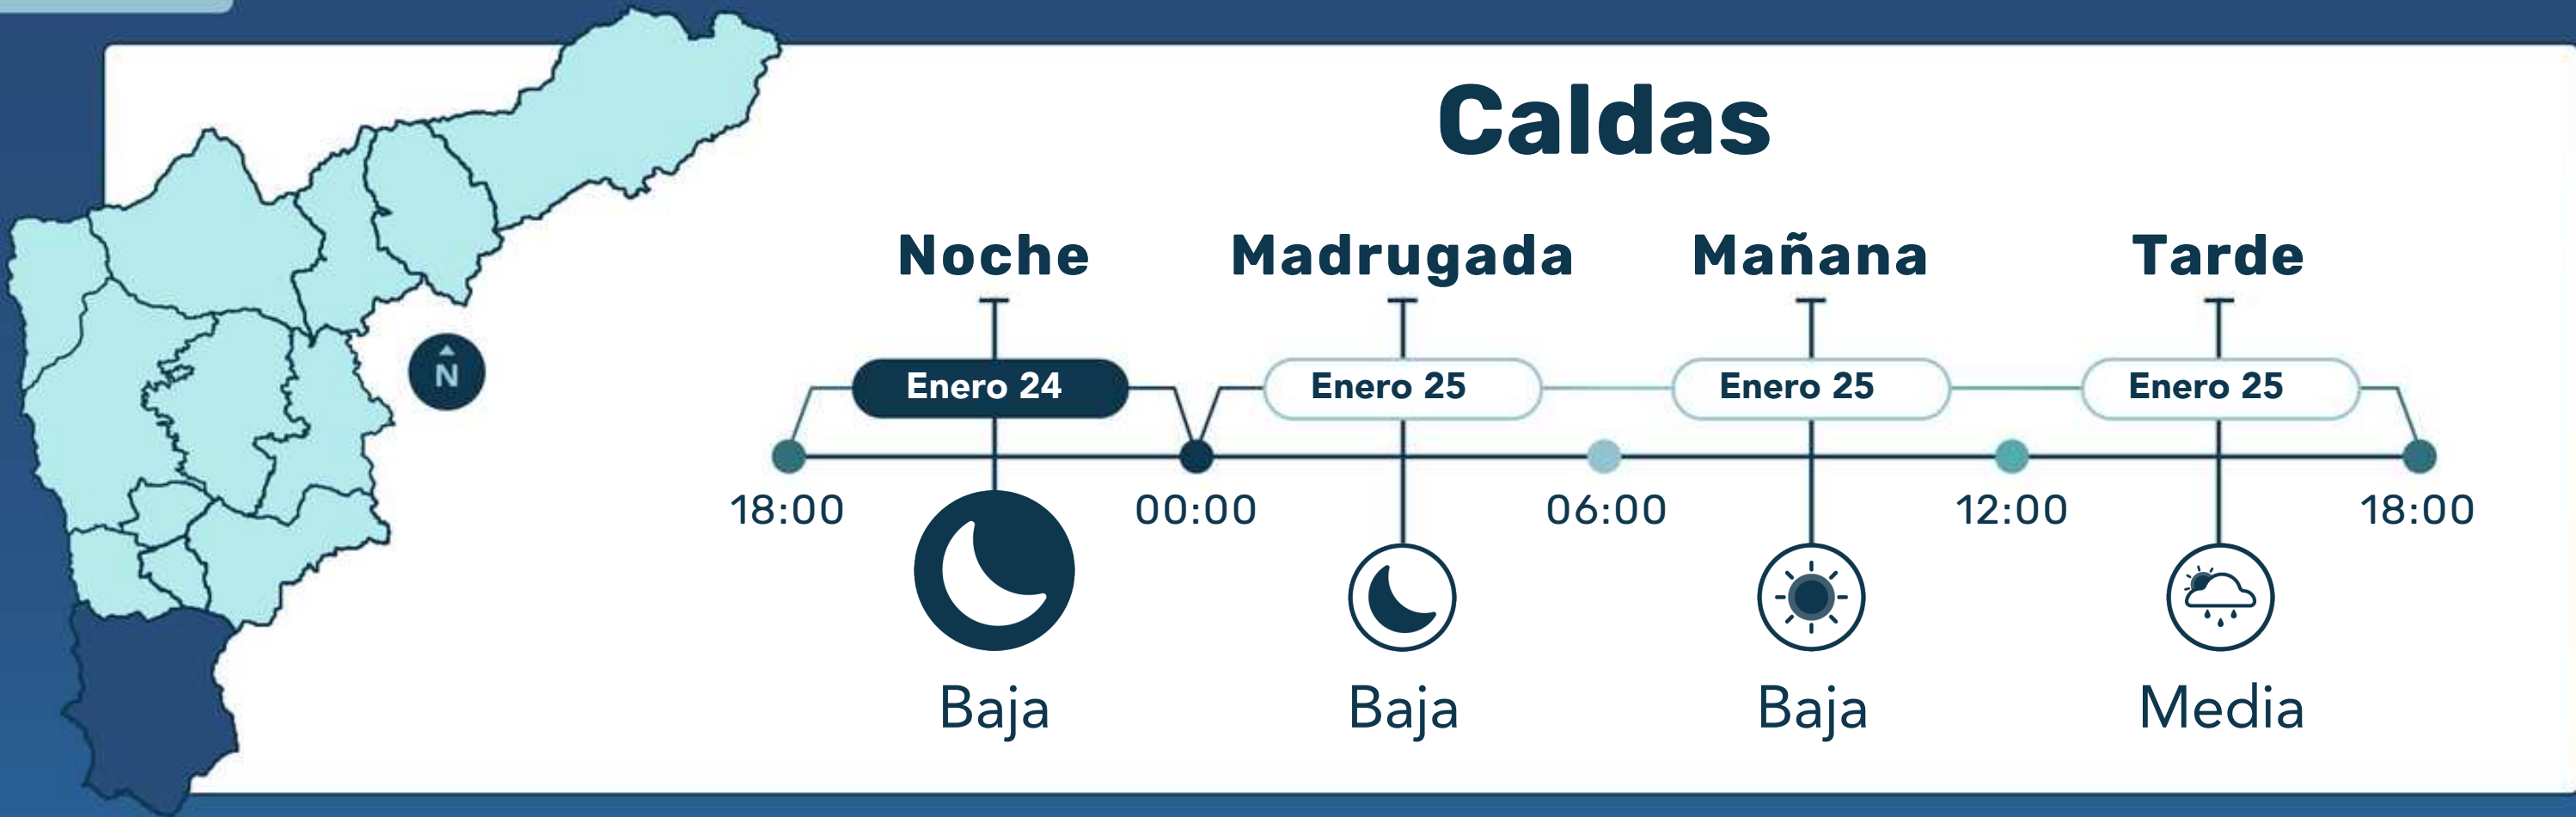 Caldas
Noche
Madrugada
Mañana
Tarde
Enero 24
Enero 25
Enero 25
Enero 25
N
18:00
00:00
06:00
12:00
18:00
Baja
Baja
Baja
Media